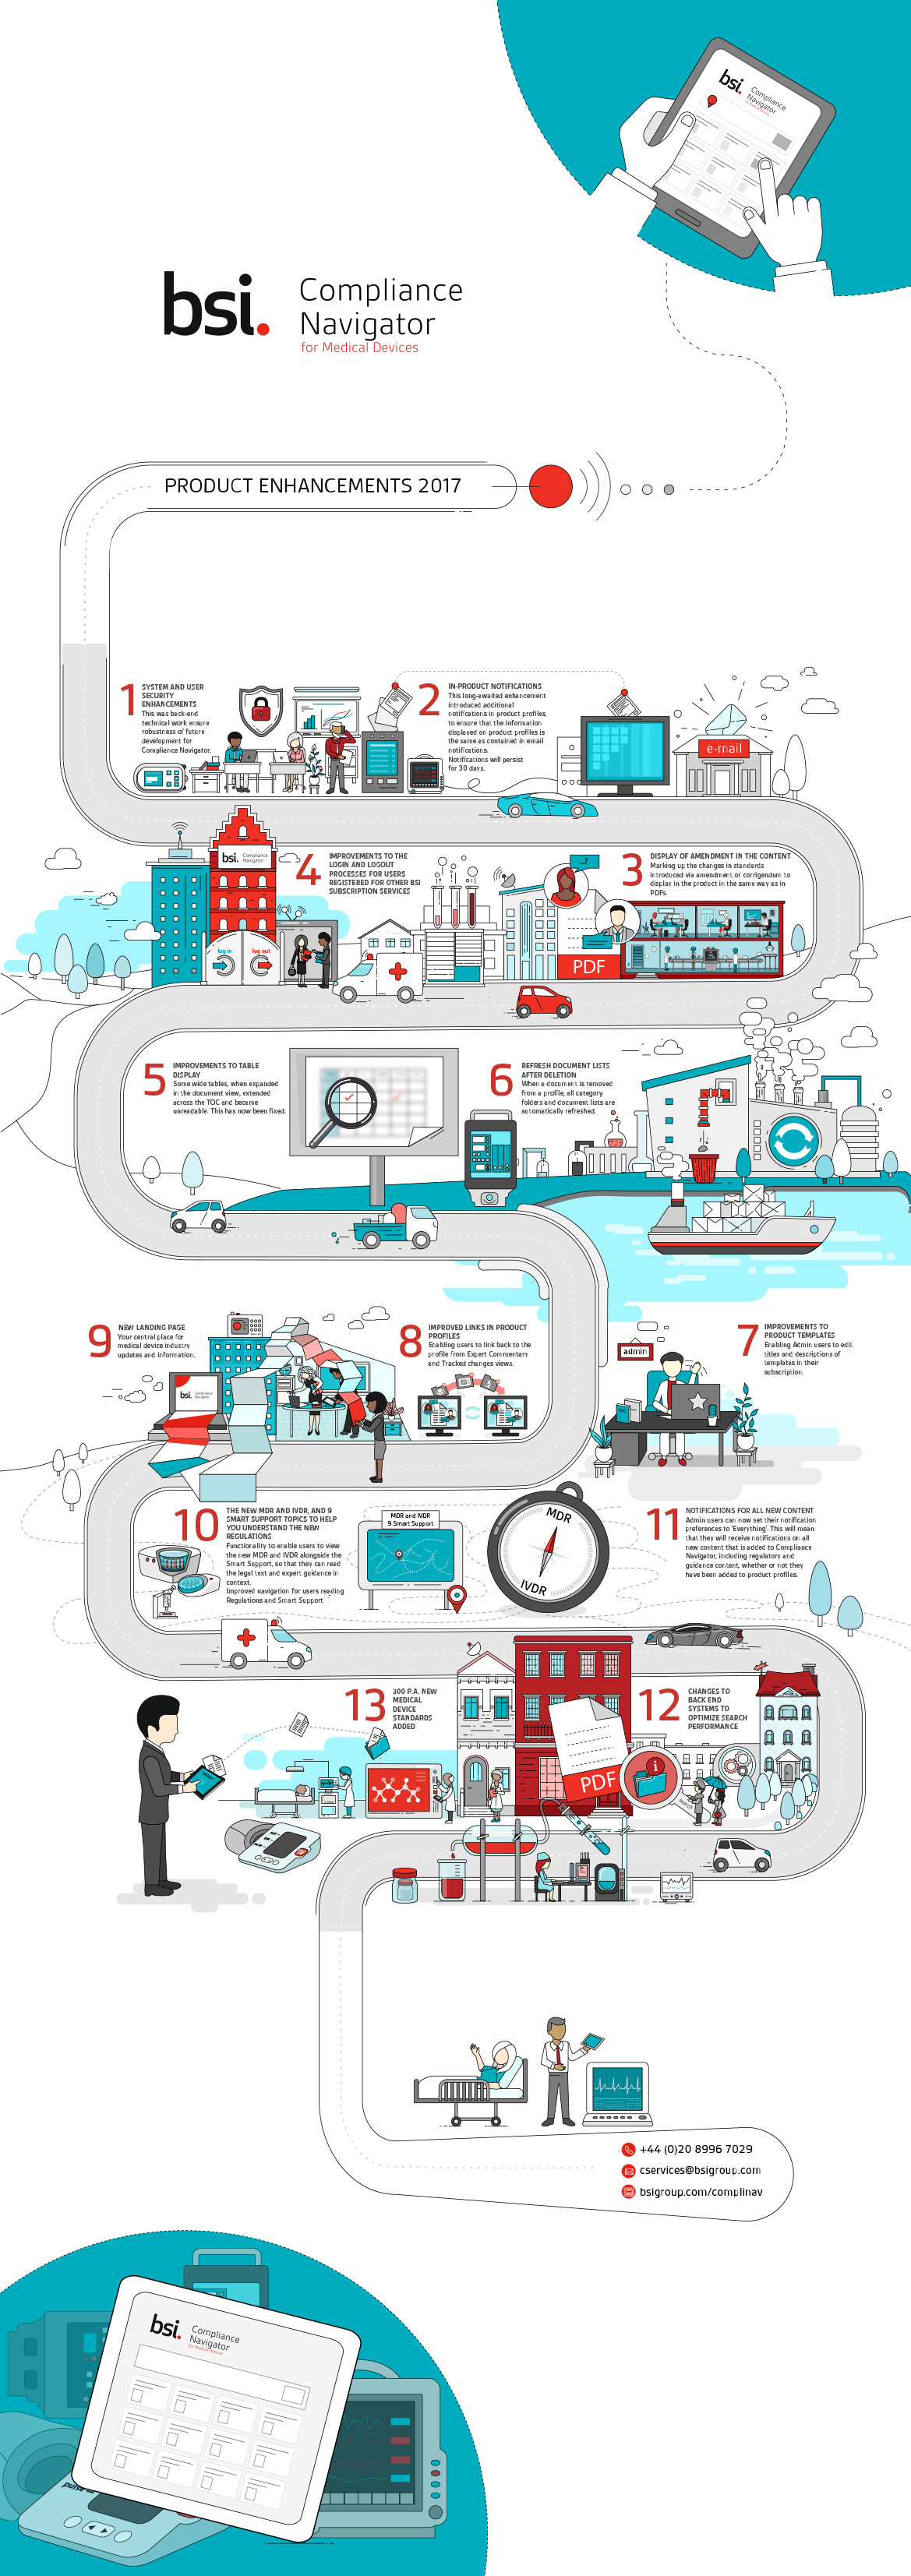 bsi.
Compliance
Navigator
for Medical Devices
bsi.
Compliance
Navigator
for Medical Devices
PRODUCT ENHANCEMENTS 2017
1
SYSTEM AND USER
SECURITY
ENHANCEMENTS
This was back-end
technical work ensure
robustness of future
development for
Compliance Navigator.
2
IN-PRODUCT NOTIFICATIONS
This long-awaited enhancement
introduced additional
notifications in product profiles,
to ensure that the information
displayed on product profiles is
the same as contained in email
notifications.
Notifications will persist
for 30 days.
e-mail
3
DISPLAY OF AMENDMENT IN THE CONTENT
Marking up the changes in standards
introduced via amendment or corrigendum to
display in the product in the same way as in
PDFs.
..?
PDF
4
IMPROVEMENTS TO THE
LOGIN AND LOGOUT
PROCESSES FOR USERS
REGISTERED FOR OTHER BSI
SUBSCRIPTION SERVICES
bsi. Compliance
Navigator
log in
log out
5
IMPROVEMENTS TO TABLE
DISPLAY
Some wide tables, when expanded
in the document view, extended
across the TOC and became
unreadable. This has now been fixed.
6
REFRESH DOCUMENT LISTS
AFTER DELETION
When a document is removed
from a profile, all category
folders and document lists are
automatically refreshed.
7
IMPROVEMENTS TO
PRODUCT TEMPLATES
Enabling Admin users to edit
titles and descriptions of
templates in their
subscription.
admin
8
IMPROVED LINKS IN PRODUCT
PROFILES
Enabling users to link back to the
profile from Expert Commentary
and Tracked changes views.
9
NEW LANDING PAGE
Your central place for
medical device industry
updates and information.
bsi. Compliance
Navigator
10
THE NEW MDR AND IVDR, AND 9
SMART SUPPORT TOPICS TO HELP
YOU UNDERSTAND THE NEW
REGULATIONS
Functionality to enable users to view
the new MDR and IVDR alongside the
Smart Support, so that they can read
the legal text and expert guidance in
context.
Improved navigation for users reading
Regulations and Smart Support
MDR and IVDR
9 Smart Support
MDR
IVDR
11
NOTIFICATIONS FOR ALL NEW CONTENT
Admin users can now set their notification
preferences to 'Everything'. This will mean
that they will receive notifications on all
new content that is added to Compliance
Navigator, including regulatory and
guidance content, whether or not they
have been added to product profiles.
12
CHANGES TO
BACK END
SYSTEMS TO
OPTIMIZE SEARCH
PERFORMANCE
PDF
13
300 P.A. NEW
MEDICAL
DEVICE
STANDARDS
ADDED
+44 (0)20 8996 7029
cservices@bsigroup.com
bsigroup.com/complinav
bsi.
Compliance
Navigator
for Medical Devices
pulse